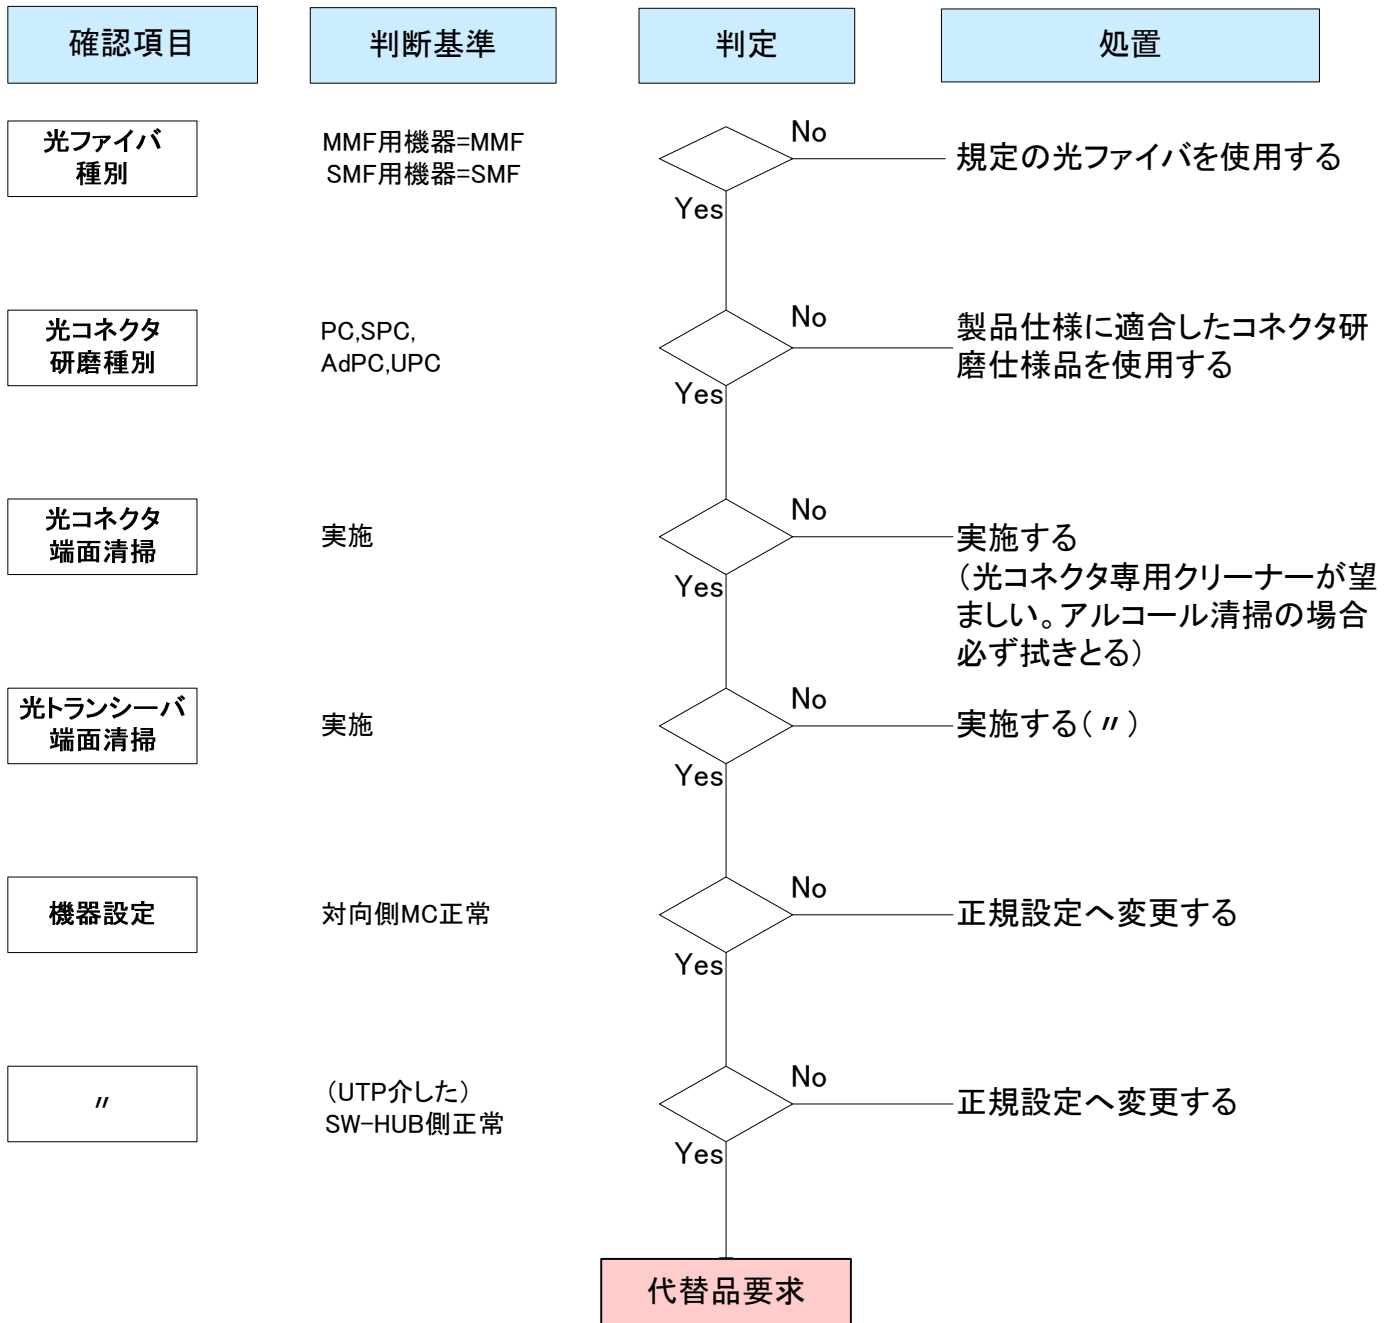 確認項目
判断基準
判定
処置
光ファイバ
種別
MMF用機器=MMF
SMF用機器=SMF
No
規定の光ファイバを使用する
Yes
光コネクタ
研磨種別
PC,SPC,
AdPC,UPC
No
製品仕様に適合したコネクタ研
磨仕様品を使用する
Yes
光コネクタ
端面清掃
実施
No
実施する
（光コネクタ専用クリーナーが望
ましい。アルコール清掃の場合
必ず拭きとる）
Yes
光トランシーバ
端面清掃
実施
No
実施する（〃）
Yes
機器設定
対向側MC正常
No
正規設定へ変更する
Yes
〃
（UTP介した）
SW-HUB側正常
No
正規設定へ変更する
Yes
代替品要求